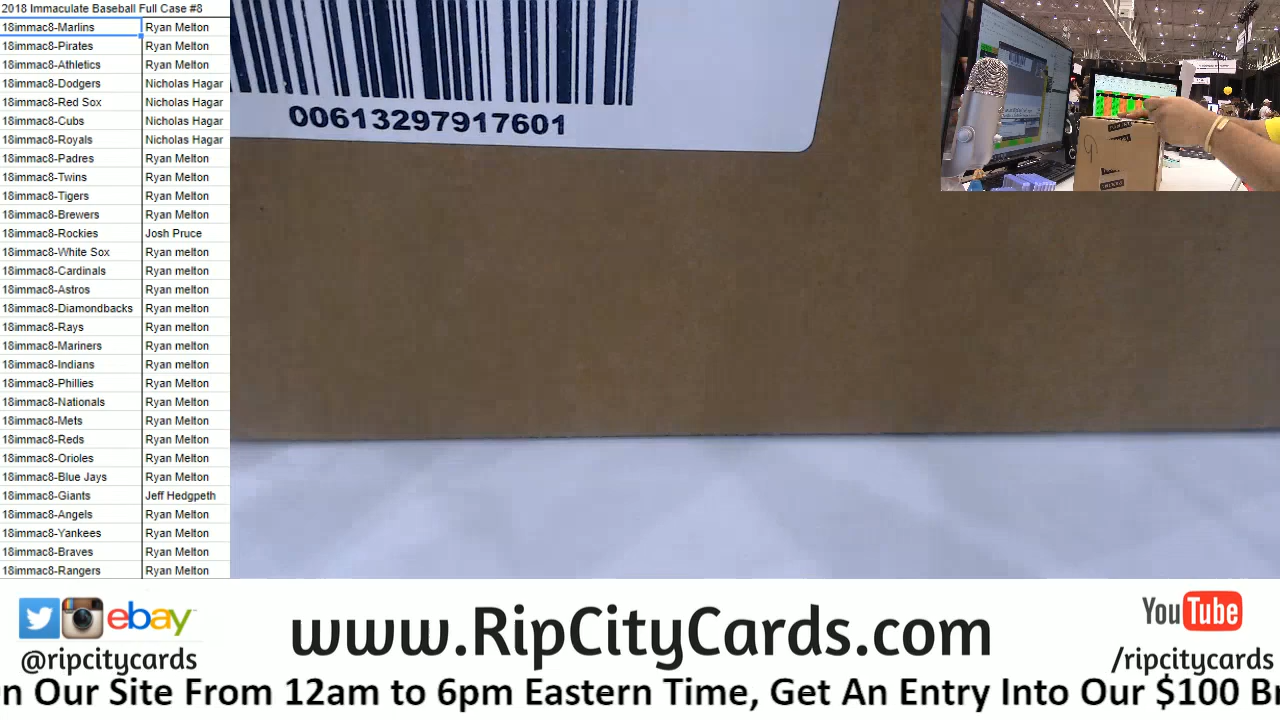 2018 Immaculate Baseball Full Case #8
18immac8-Marlins Ryan Melton
18immac8-Pirates Ryan Melton
18immac8-Athletics Ryan Melton
18immac8-Dodgers Nicholas Hagar
18immac8-Red Sox Nicholas Hagar
18immac8-Cubs Nicholas Hagar
18immac8-Royals Nicholas Hagar
18immac8-Padres Ryan Melton
18immac8-Twins Ryan Melton
18immac8-Tigers Ryan Melton
18immac8-Brewers Ryan Melton
18immac8-Rockies Josh Pruce
18immac8-White Sox Ryan melton
18immac8-Cardinals Ryan melton
18immac8-Astros Ryan melton
18immac8-Diamondbacks Ryan melton
18immac8-Rays Ryan melton
18immac8-Mariners Ryan melton
18immac8-Indians Ryan melton
18immac8-Phillies Ryan Melton
18immac8-Nationals Ryan Melton
18immac8-Mets Ryan Melton
18immac8-Reds Ryan Melton
18immac8-Orioles Ryan Melton
18immac8-Blue Jays Ryan Melton
18immac8-Giants Jeff Hedgpeth
18immac8-Angels Ryan Melton
18immac8-Yankees Ryan Melton
18immac8-Braves Ryan Melton
18immac8-Rangers Ryan Melton
00613297917601
ebay
@ripcitycards
www.RipCityCards.com
YouTube
/ripcitycards
n Our Site From 12am to 6pm Eastern Time, Get An Entry Into Our $100 Br